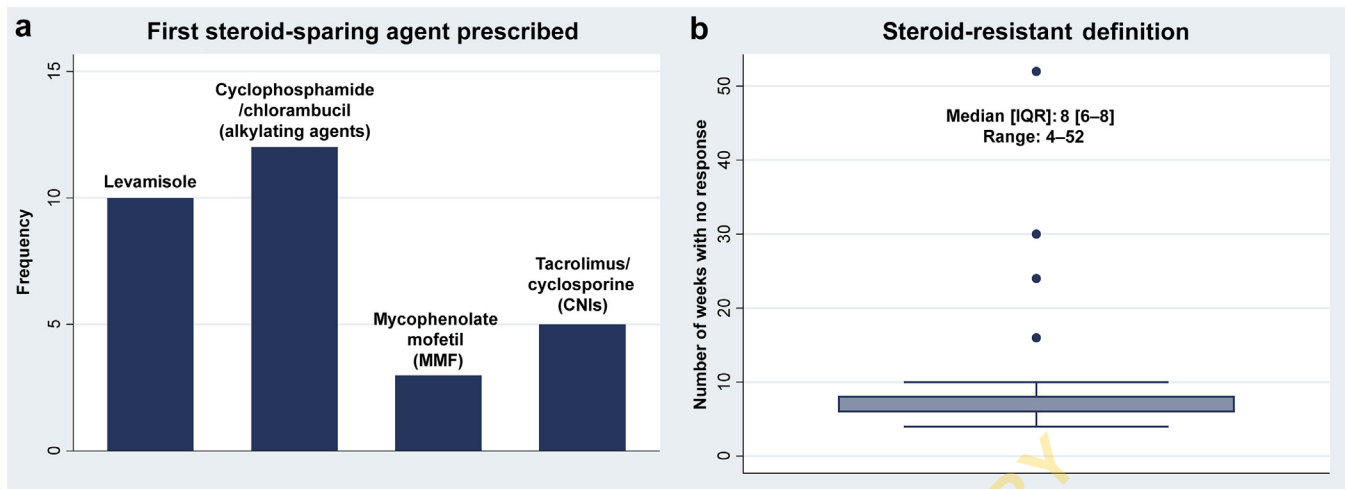 a
First steroid-sparing agent prescribed
Frequency
15
10
5
0
Levamisole
Cyclophosphamide
/chlorambucil
(alkylating agents)
Mycophenolate
mofetil
(MMF)
Tacrolimus/
cyclosporine
(CNIs)
b
Steroid-resistant definition
Number of weeks with no response
50
40
30
20
10
0
Median [IQR]: 8 [6–8]
Range: 4–52
PY